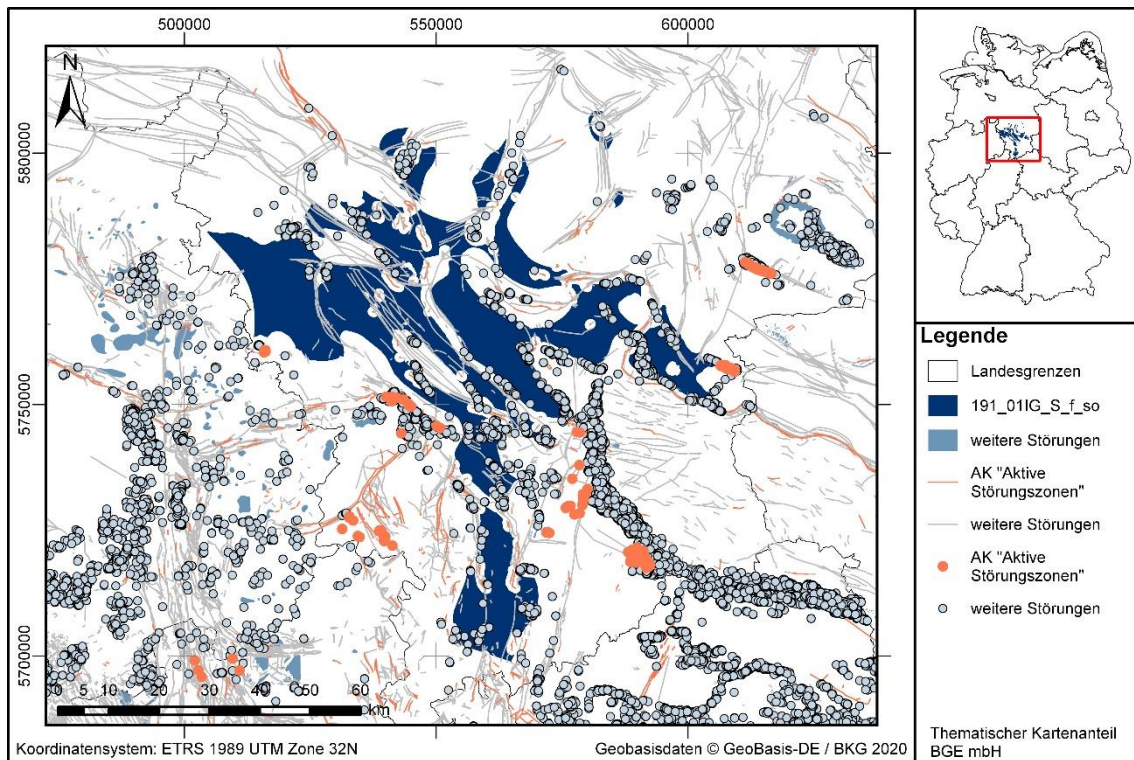 500000 550000 600000
5800000
5750000
5700000
0 5 10 20 30 40 50 60
km
Koordinatensystem: ETRS 1989 UTM Zone 32N
Geobasisdaten © GeoBasis-DE / BKG 2020
Legende
Landesgrenzen
191_01IG_S_f_so
weitere Störungen
AK "Aktive
Störungszonen"
weitere Störungen
AK "Aktive
Störungszonen"
weitere Störungen
Thematischer Kartenanteil
BGE mbH